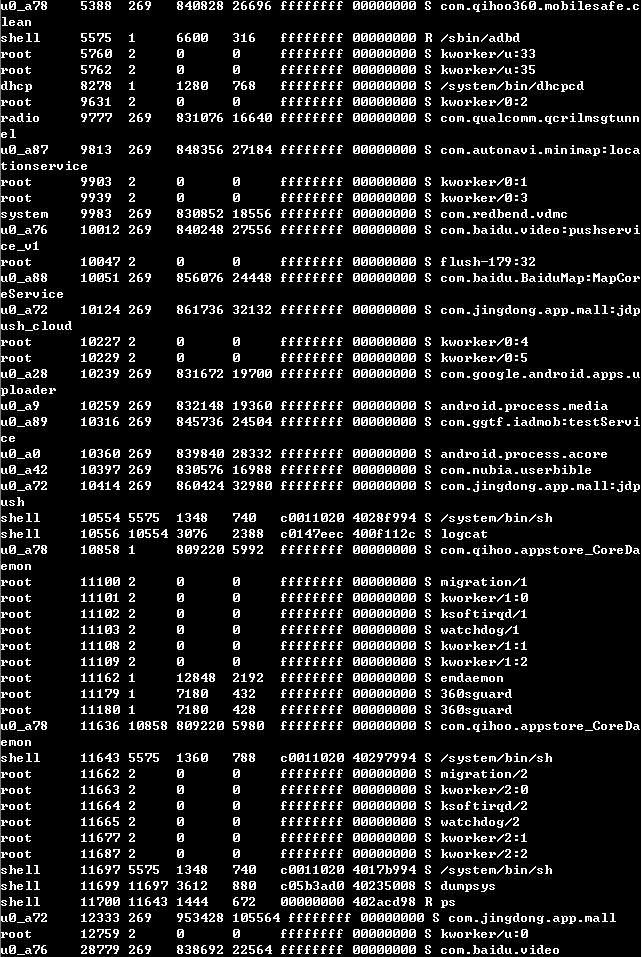 u0_a78    5388  269   840828 26696 ffffffff 00000000 S com.qihoo360.mobilesafe.c
lean
shell     5575  1     6600   316   ffffffff 00000000 R /sbin/adbd
root      5760  2     0      0     ffffffff 00000000 S kworker/u:33
root      5762  2     0      0     ffffffff 00000000 S kworker/u:35
dhcp      8278  1     1280   768   ffffffff 00000000 S /system/bin/dhcpcd
root      9631  2     0      0     ffffffff 00000000 S kworker/0:2
radio     9777  269   831076 16640 ffffffff 00000000 S com.qualcomm.qcrilmsgtunn
el
u0_a87    9813  269   848356 27184 ffffffff 00000000 S com.autonavi.minimap:loca
tionservice
root      9903  2     0      0     ffffffff 00000000 S kworker/0:1
root      9939  2     0      0     ffffffff 00000000 S kworker/0:3
system    9983  269   830852 18556 ffffffff 00000000 S com.redbend.vdmc
u0_a76    10012 269   840248 27556 ffffffff 00000000 S com.baidu.video:pushservi
ce_v1
root      10047 2     0      0     ffffffff 00000000 S flush-179:32
u0_a88    10051 269   856076 24448 ffffffff 00000000 S com.baidu.BaiduMap:MapCor
eService
u0_a72    10124 269   861736 32132 ffffffff 00000000 S com.jingdong.app.mall:jdp
ush_cloud
root      10227 2     0      0     ffffffff 00000000 S kworker/0:4
root      10229 2     0      0     ffffffff 00000000 S kworker/0:5
u0_a28    10239 269   831672 19700 ffffffff 00000000 S com.google.android.apps.u
ploader
u0_a9     10259 269   832148 19360 ffffffff 00000000 S android.process.media
u0_a89    10316 269   845736 24504 ffffffff 00000000 S com.ggtf.iadmob:testServi
ce
u0_a0     10360 269   839840 28332 ffffffff 00000000 S android.process.acore
u0_a42    10397 269   830576 16988 ffffffff 00000000 S com.nubia.userbible
u0_a72    10414 269   860424 32980 ffffffff 00000000 S com.jingdong.app.mall:jdp
ush
shell     10554 5575  1348   740   c0011020 4028f994 S /system/bin/sh
shell     10556 10554 3076   2388  c0147eec 400f112c S logcat
u0_a78    10858 1     809220 5992  ffffffff 00000000 S com.qihoo.appstore_CoreDa
emon
root      11100 2     0      0     ffffffff 00000000 S migration/1
root      11101 2     0      0     ffffffff 00000000 S kworker/1:0
root      11102 2     0      0     ffffffff 00000000 S ksoftirqd/1
root      11103 2     0      0     ffffffff 00000000 S watchdog/1
root      11108 2     0      0     ffffffff 00000000 S kworker/1:1
root      11109 2     0      0     ffffffff 00000000 S kworker/1:2
root      11162 1     12848  2192  ffffffff 00000000 S emdaemon
root      11179 1     7180   432   ffffffff 00000000 S 360sguard
root      11180 1     7180   428   ffffffff 00000000 S 360sguard
u0_a78    11636 10858 809220 5980  ffffffff 00000000 S com.qihoo.appstore_CoreDa
emon
shell     11643 5575  1360   788   c0011020 40297994 S /system/bin/sh
root      11662 2     0      0     ffffffff 00000000 S migration/2
root      11663 2     0      0     ffffffff 00000000 S kworker/2:0
root      11664 2     0      0     ffffffff 00000000 S ksoftirqd/2
root      11665 2     0      0     ffffffff 00000000 S watchdog/2
root      11677 2     0      0     ffffffff 00000000 S kworker/2:1
root      11687 2     0      0     ffffffff 00000000 S kworker/2:2
shell     11697 5575  1348   740   c0011020 4017b994 S /system/bin/sh
shell     11699 11697 3612   880   c05b3ad0 40235008 S dumpsys
shell     11700 11643 1444   672   00000000 402acd98 R ps
u0_a72    12333 269   953428 105564 ffffffff 00000000 S com.jingdong.app.mall
root      12759 2     0      0     ffffffff 00000000 S kworker/u:0
u0_a76    28779 269   838692 22564 ffffffff 00000000 S com.baidu.video